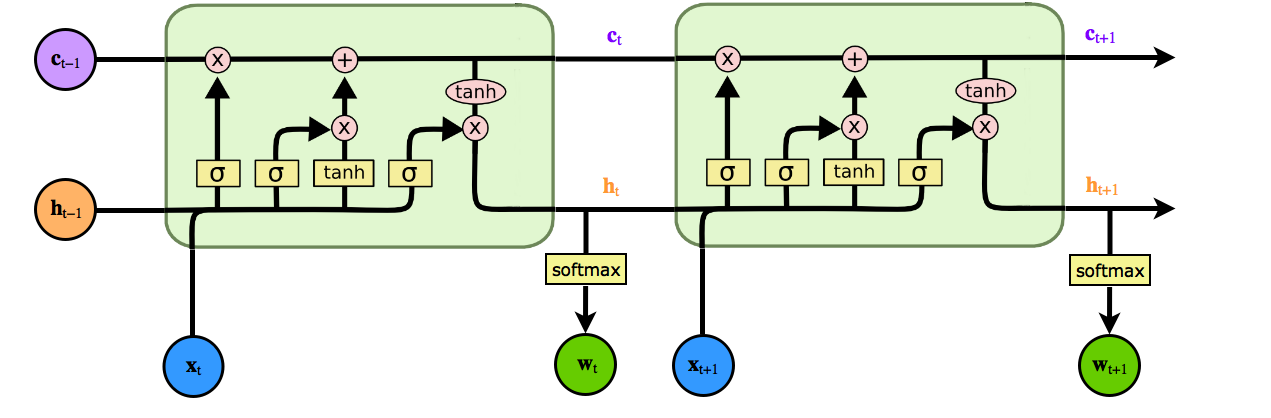 c_{t-1} x + c_t x + c_{t+1}
tanh tanh
x x x x
σ σ tanh σ σ σ tanh σ
h_{t-1} h_t h_{t+1}
softmax softmax
x_t w_t x_{t+1} w_{t+1}